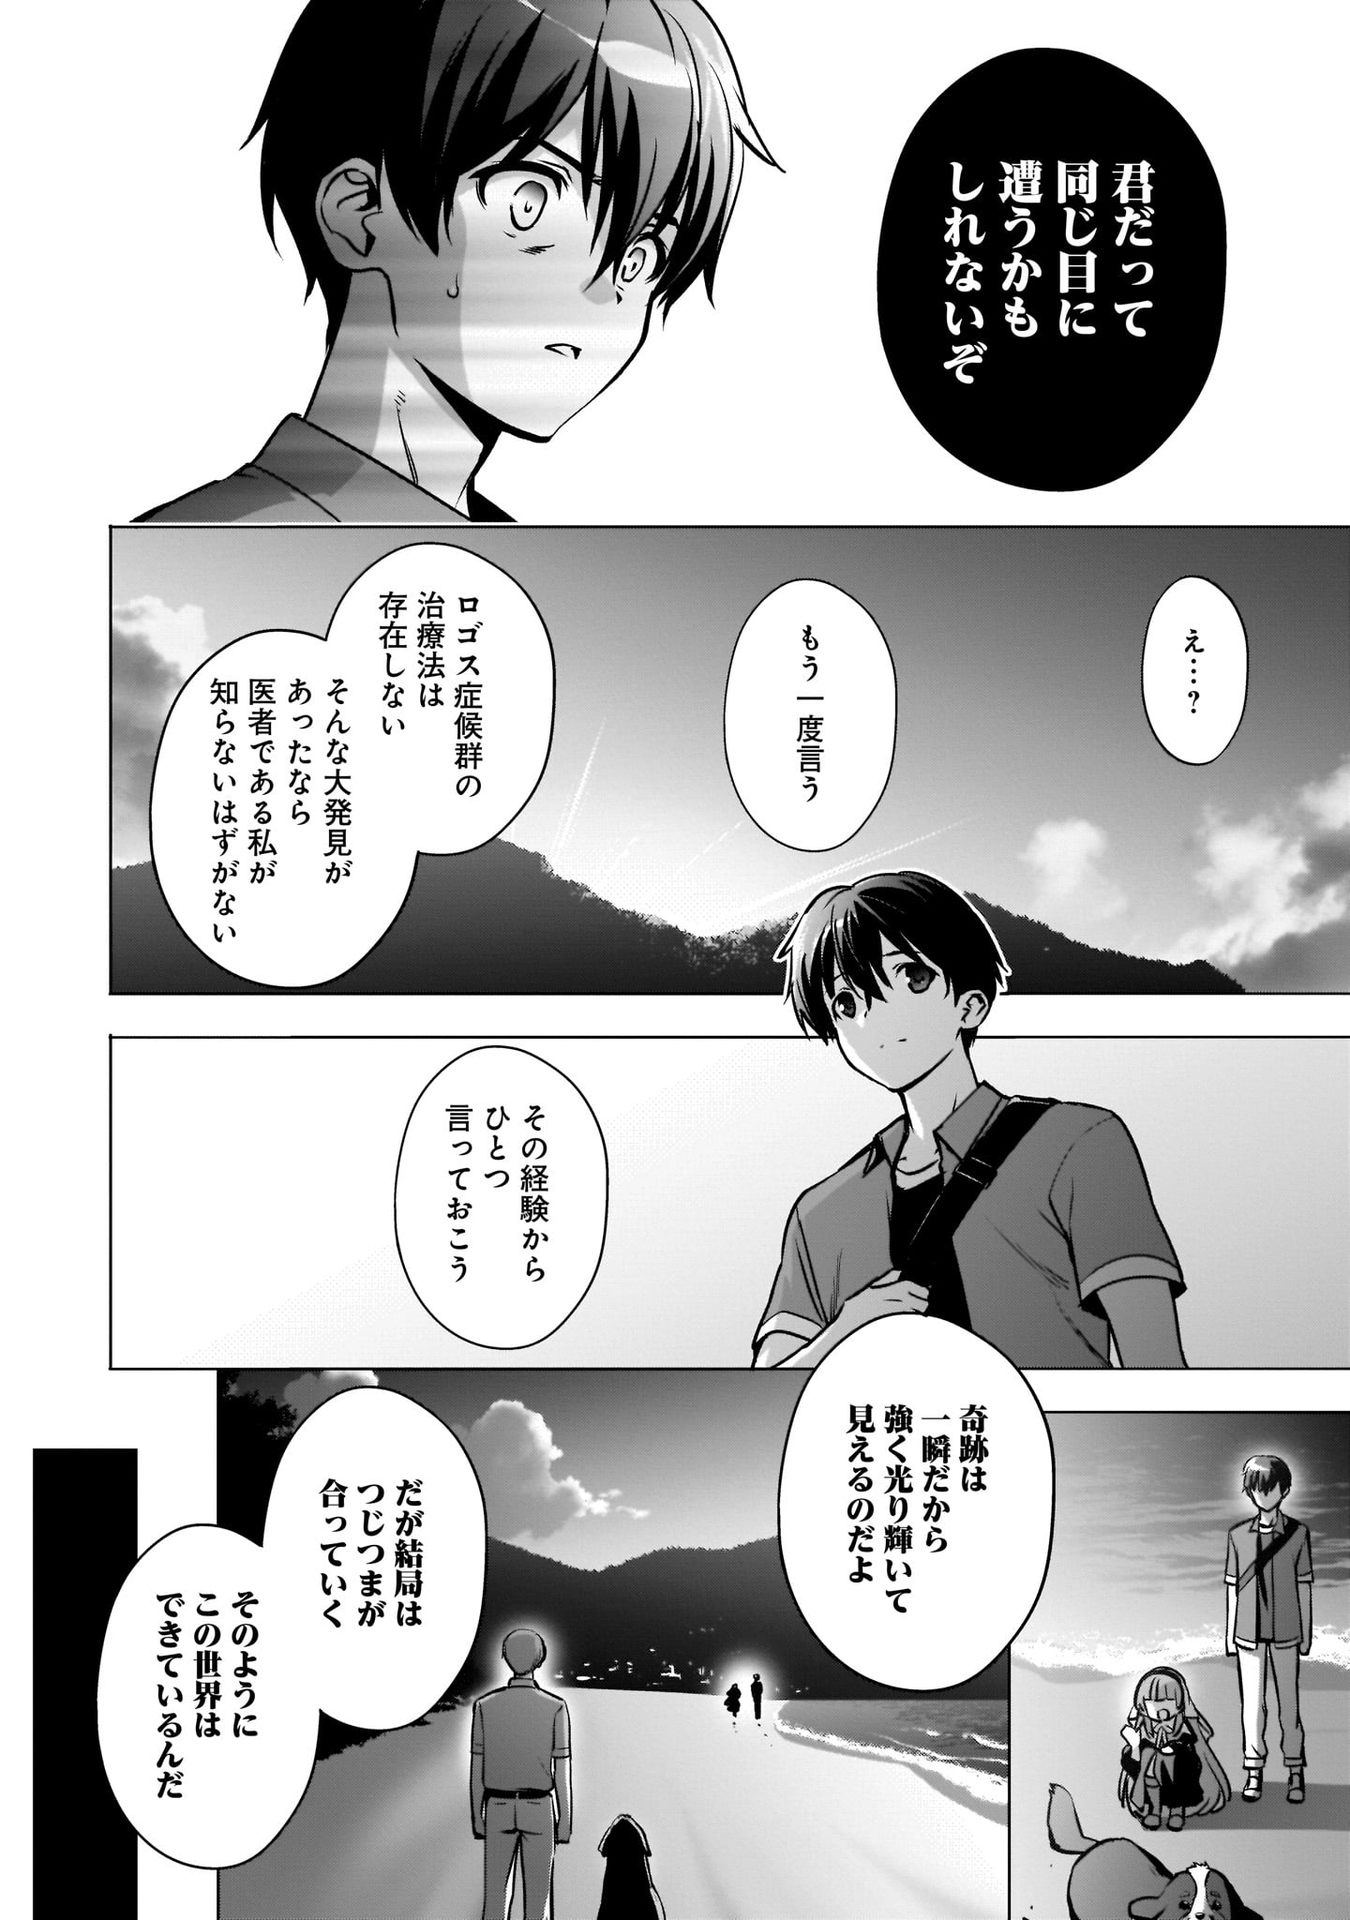 君だって
同じ目に
遭うかも
しれないぞ
え…?
もう一度言う
ロゴス症候群の
治療法は
存在しない
そんな大発見が
あったなら
医者である私が
知らないはずがない
その経験から
ひとつ
言っておこう
奇跡は
一瞬だから
強く光り輝いて
見えるのだよ
だが結局は
つじつまが
合っていく
そのように
この世界は
できているんだ